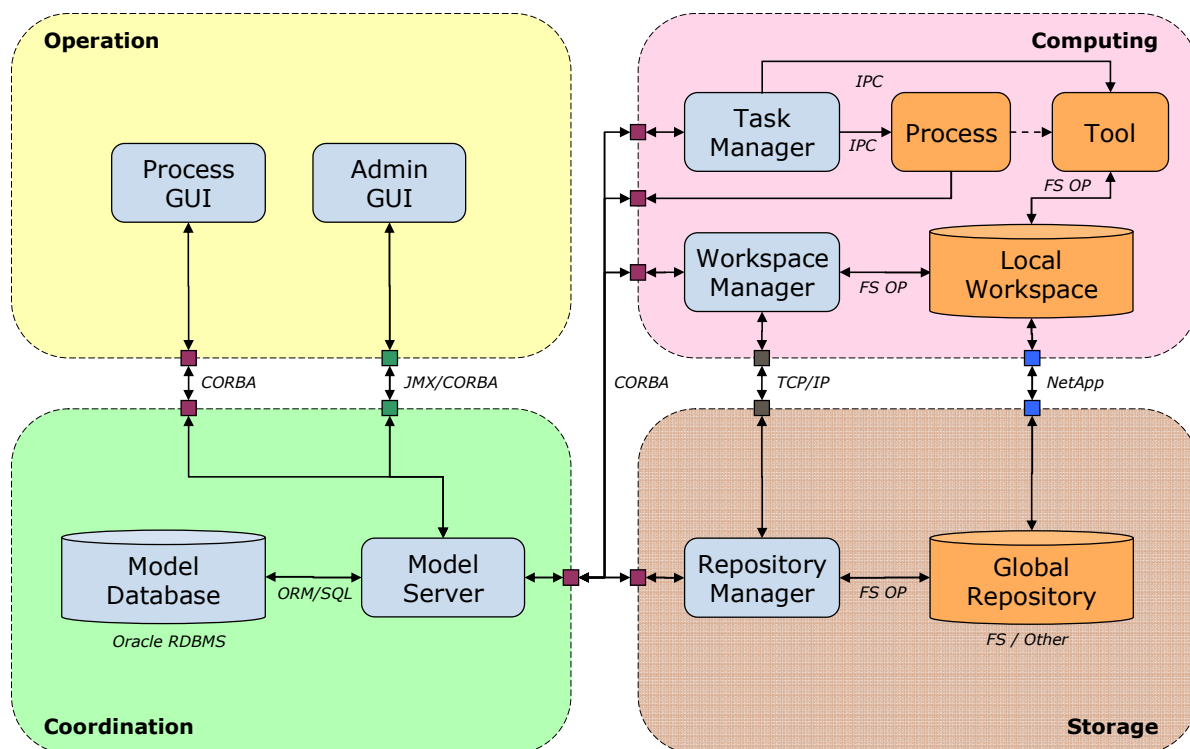 Operation
Process
GUI
Admin
GUI
Computing
IPC
Task
Manager
IPC
Process
Tool
FS OP
Workspace
Manager
FS OP
Local
Workspace
CORBA
JMX/CORBA
CORBA
TCP/IP
NetApp
Model
Database
ORM/SQL
Model
Server
Oracle RDBMS
Coordination
Repository
Manager
FS OP
Global
Repository
FS / Other
Storage